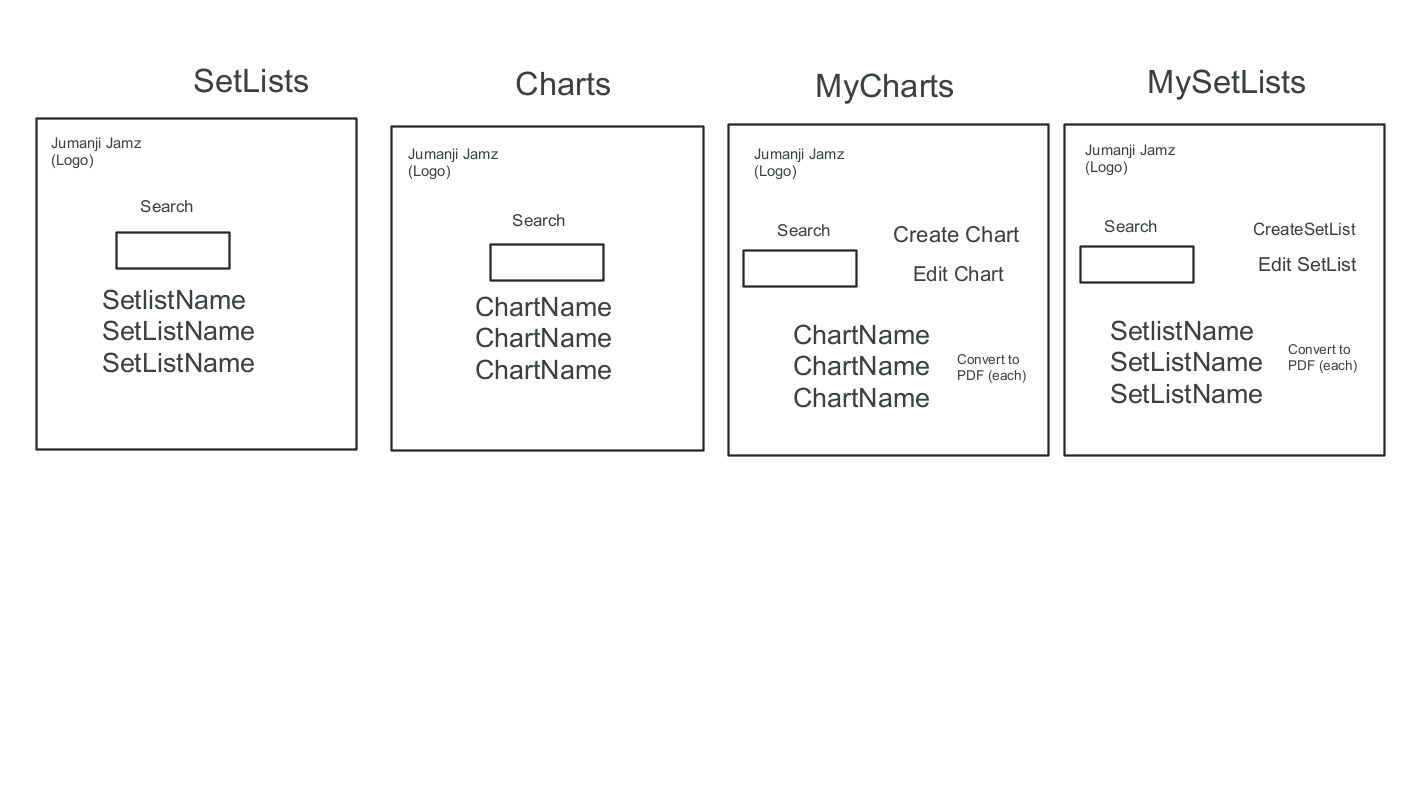 SetLists
Jumanji Jamz
(Logo)
Search
SetlistName
SetListName
SetListName
Charts
Jumanji Jamz
(Logo)
Search
ChartName
ChartName
ChartName
MyCharts
Jumanji Jamz
(Logo)
Search
Create Chart
Edit Chart
ChartName
ChartName
ChartName
Convert to
PDF (each)
MySetLists
Jumanji Jamz
(Logo)
Search
CreateSetList
Edit SetList
SetlistName
SetListName
SetListName
Convert to
PDF (each)